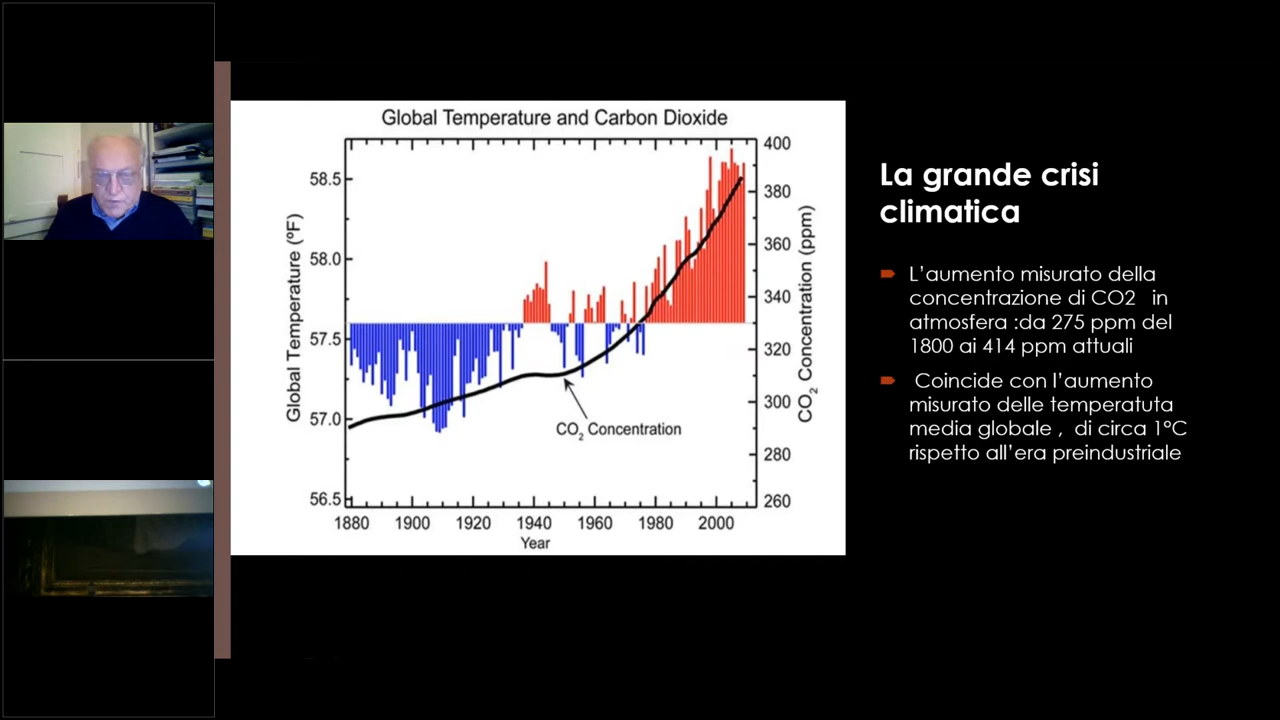 Global Temperature and Carbon Dioxide
Global Temperature (ºF)
58.5
58.0
57.5
57.0
56.5
400
380
360
340
320
300
280
260
CO2 Concentration (ppm)
CO2 Concentration
1880 1900 1920 1940 1960 1980 2000
Year
La grande crisi
climatica
L’aumento misurato della
concentrazione di CO2 in
atmosfera :da 275 ppm del
1800 ai 414 ppm attuali
Coincide con l’aumento
misurato delle temperatuta
media globale , di circa 1°C
rispetto all’era preindustriale